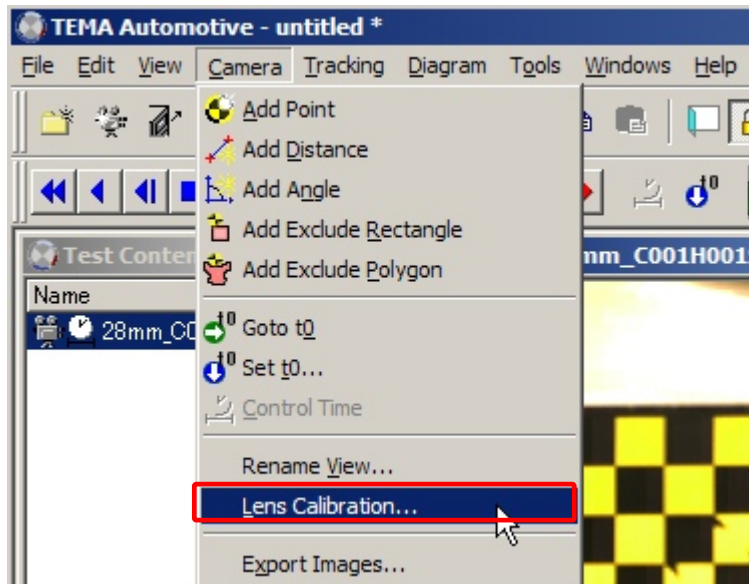 TEMA Automotive - untitled *
File Edit View Camera Tracking Diagram Tools Windows Help
Add Point
Add Distance
Add Angle
Add Exclude Rectangle
Add Exclude Polygon
Goto t0
Set t0...
Control Time
Rename View...
Lens Calibration...
Export Images...
t0
Test Conten
mm_C001H001
Name
28mm_C0